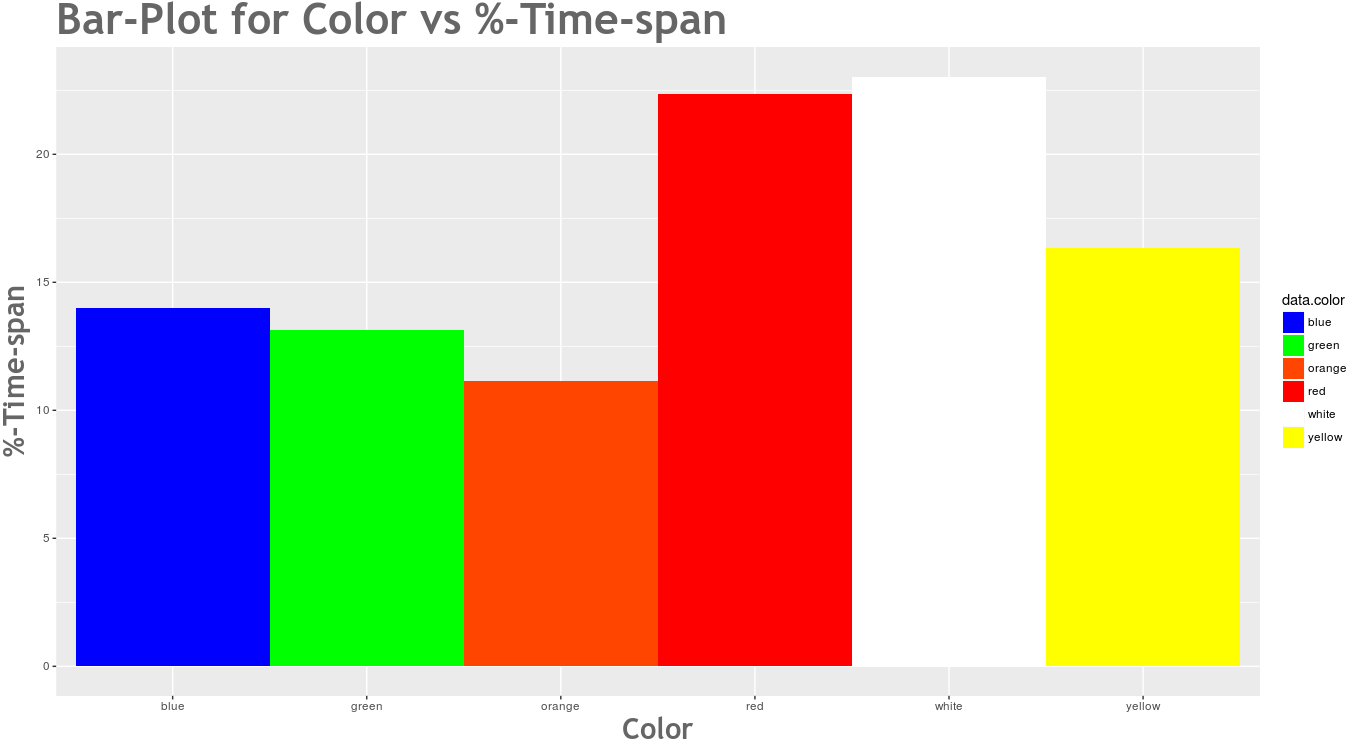 Bar-Plot for Color vs %-Time-span
%-Time-span
20
15
10
5
0
blue
green
orange
red
white
yellow
Color
data.color
blue
green
orange
red
white
yellow